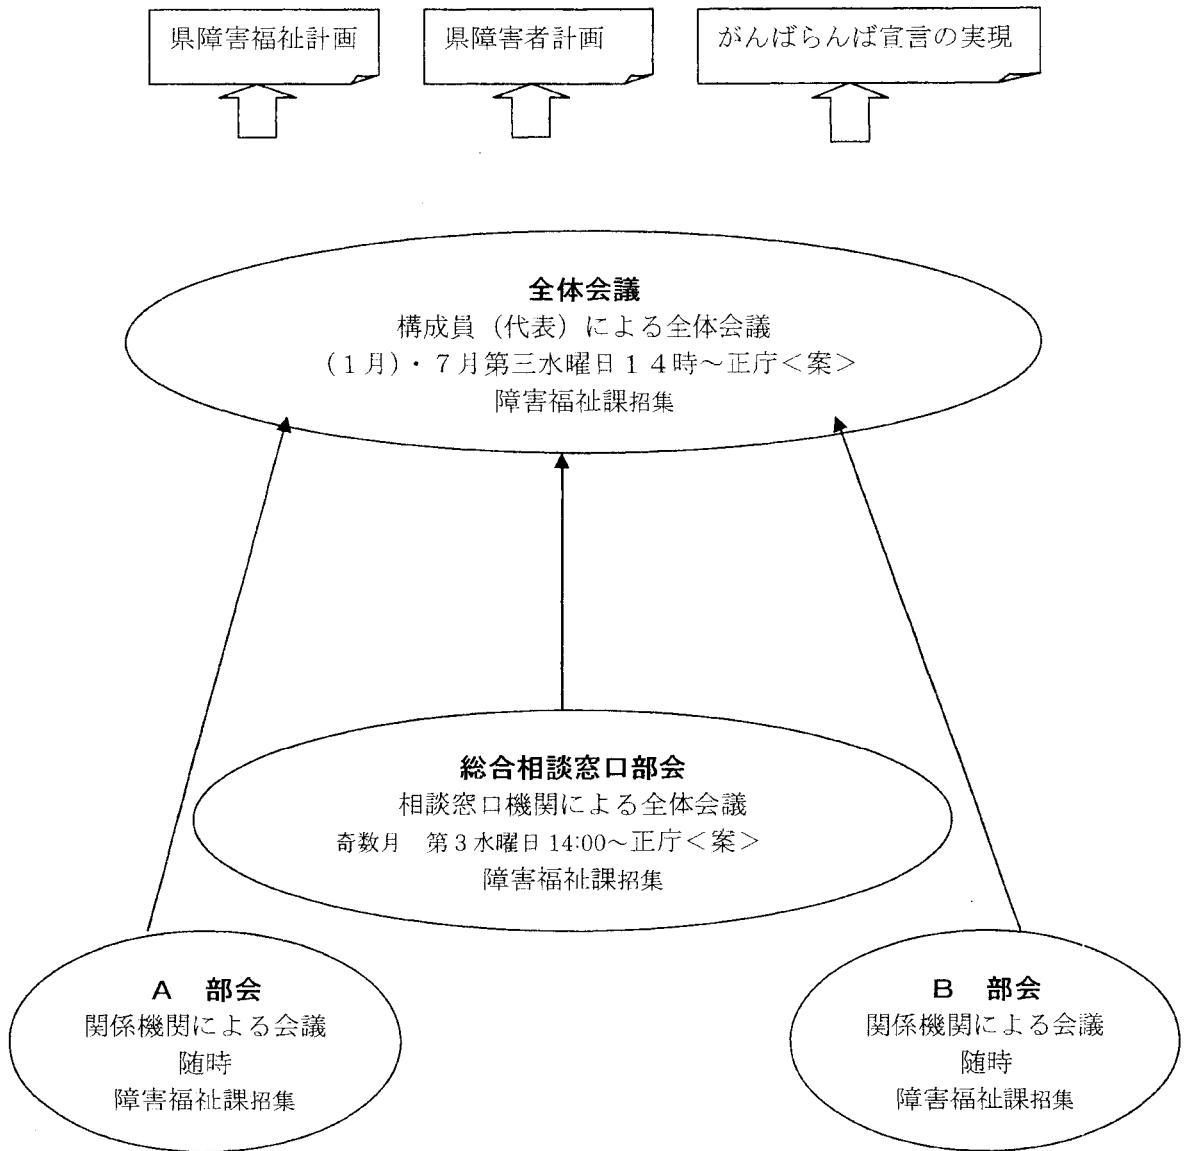 県障害福祉計画
県障害者計画
がんばらんば宣言の実現
全体会議
構成員（代表）による全体会議
(１月)・７月第三水曜日１４時～正庁＜案＞
障害福祉課招集
総合相談窓口部会
相談窓口機関による全体会議
奇数月　第３水曜日 14:00～正庁＜案＞
障害福祉課招集
Ａ　部会
関係機関による会議
随時
障害福祉課招集
Ｂ　部会
関係機関による会議
随時
障害福祉課招集